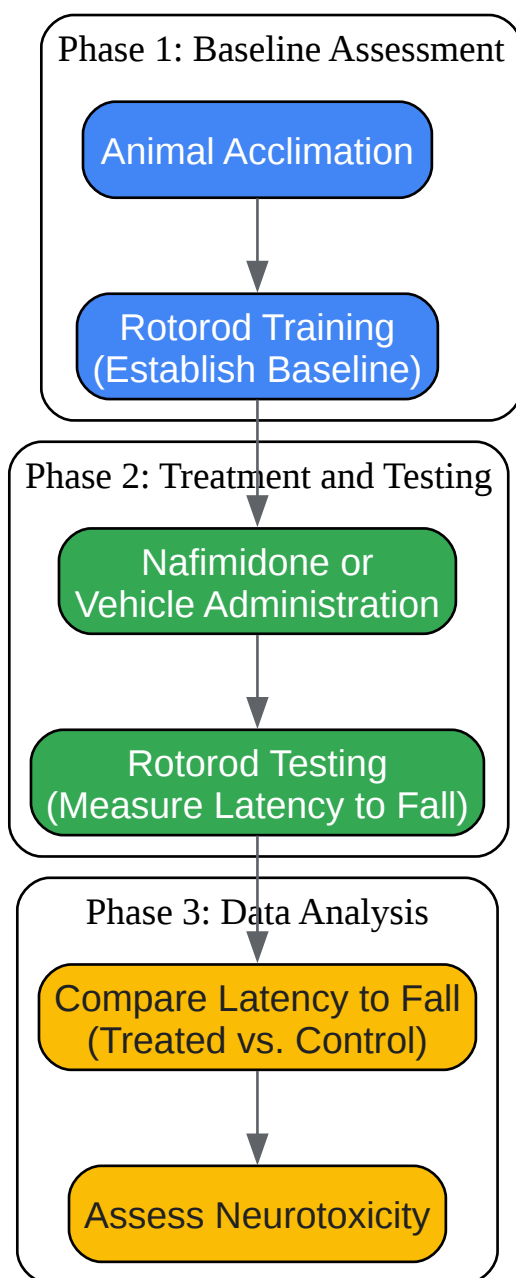 Phase 1: Baseline Assessment
Animal Acclimation
Rotorod Training
(Establish Baseline)
Phase 2: Treatment and Testing
Nafimidone or
Vehicle Administration
Rotorod Testing
(Measure Latency to Fall)
Phase 3: Data Analysis
Compare Latency to Fall
(Treated vs. Control)
Assess Neurotoxicity